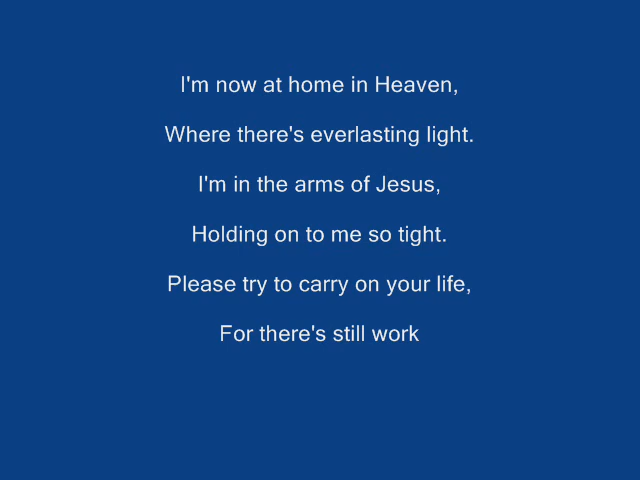 I'm now at home in Heaven,
Where there's everlasting light.
I'm in the arms of Jesus,
Holding on to me so tight.
Please try to carry on your life,
For there's still work